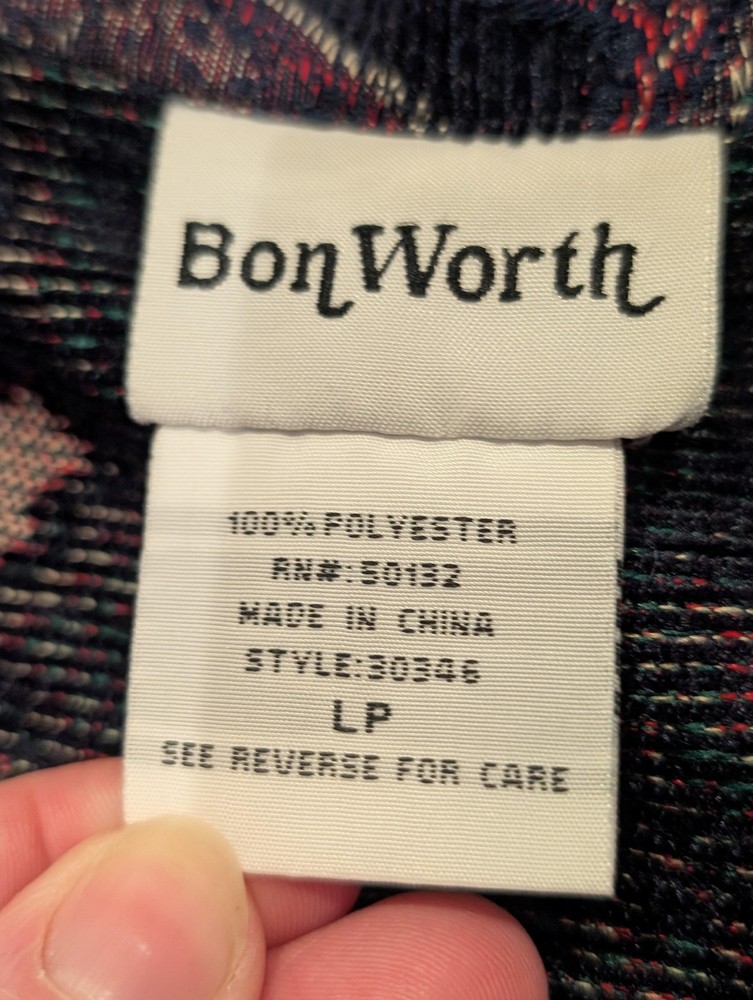 BonWorth
100% POLYESTER
RN#:50132
MADE IN CHINA
STYLE:30346
LP
SEE REVERSE FOR CARE